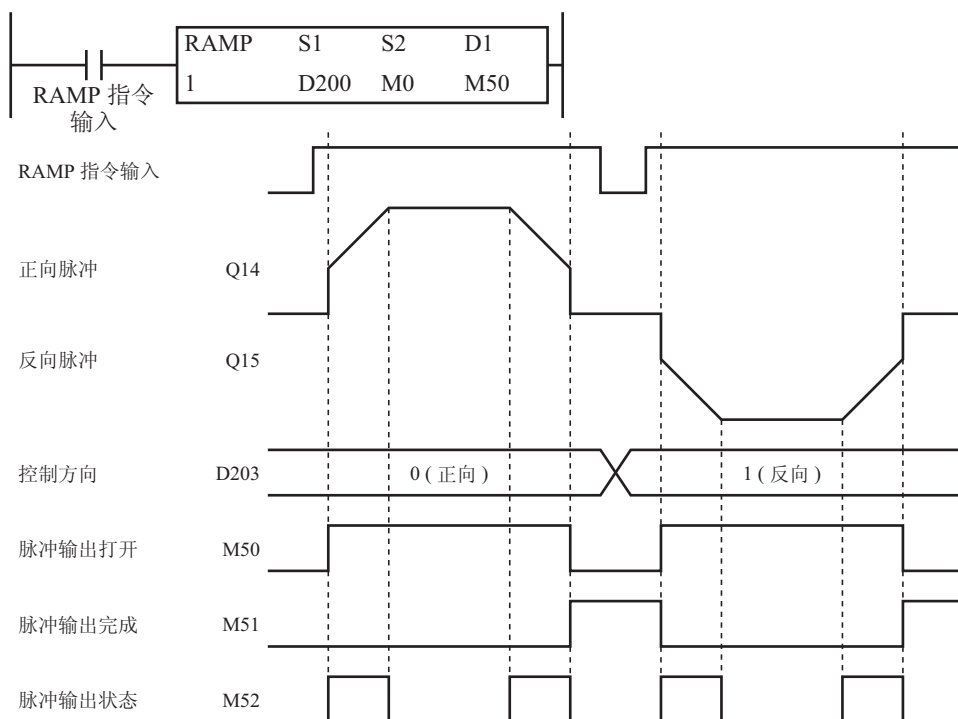 RAMP S1 S2 D1
1 D200 M0 M50
RAMP 指令
输入
RAMP 指令输入
正向脉冲 Q14
反向脉冲 Q15
控制方向 D203 0 ( 正向 ) 1 ( 反向 )
脉冲输出打开 M50
脉冲输出完成 M51
脉冲输出状态 M52